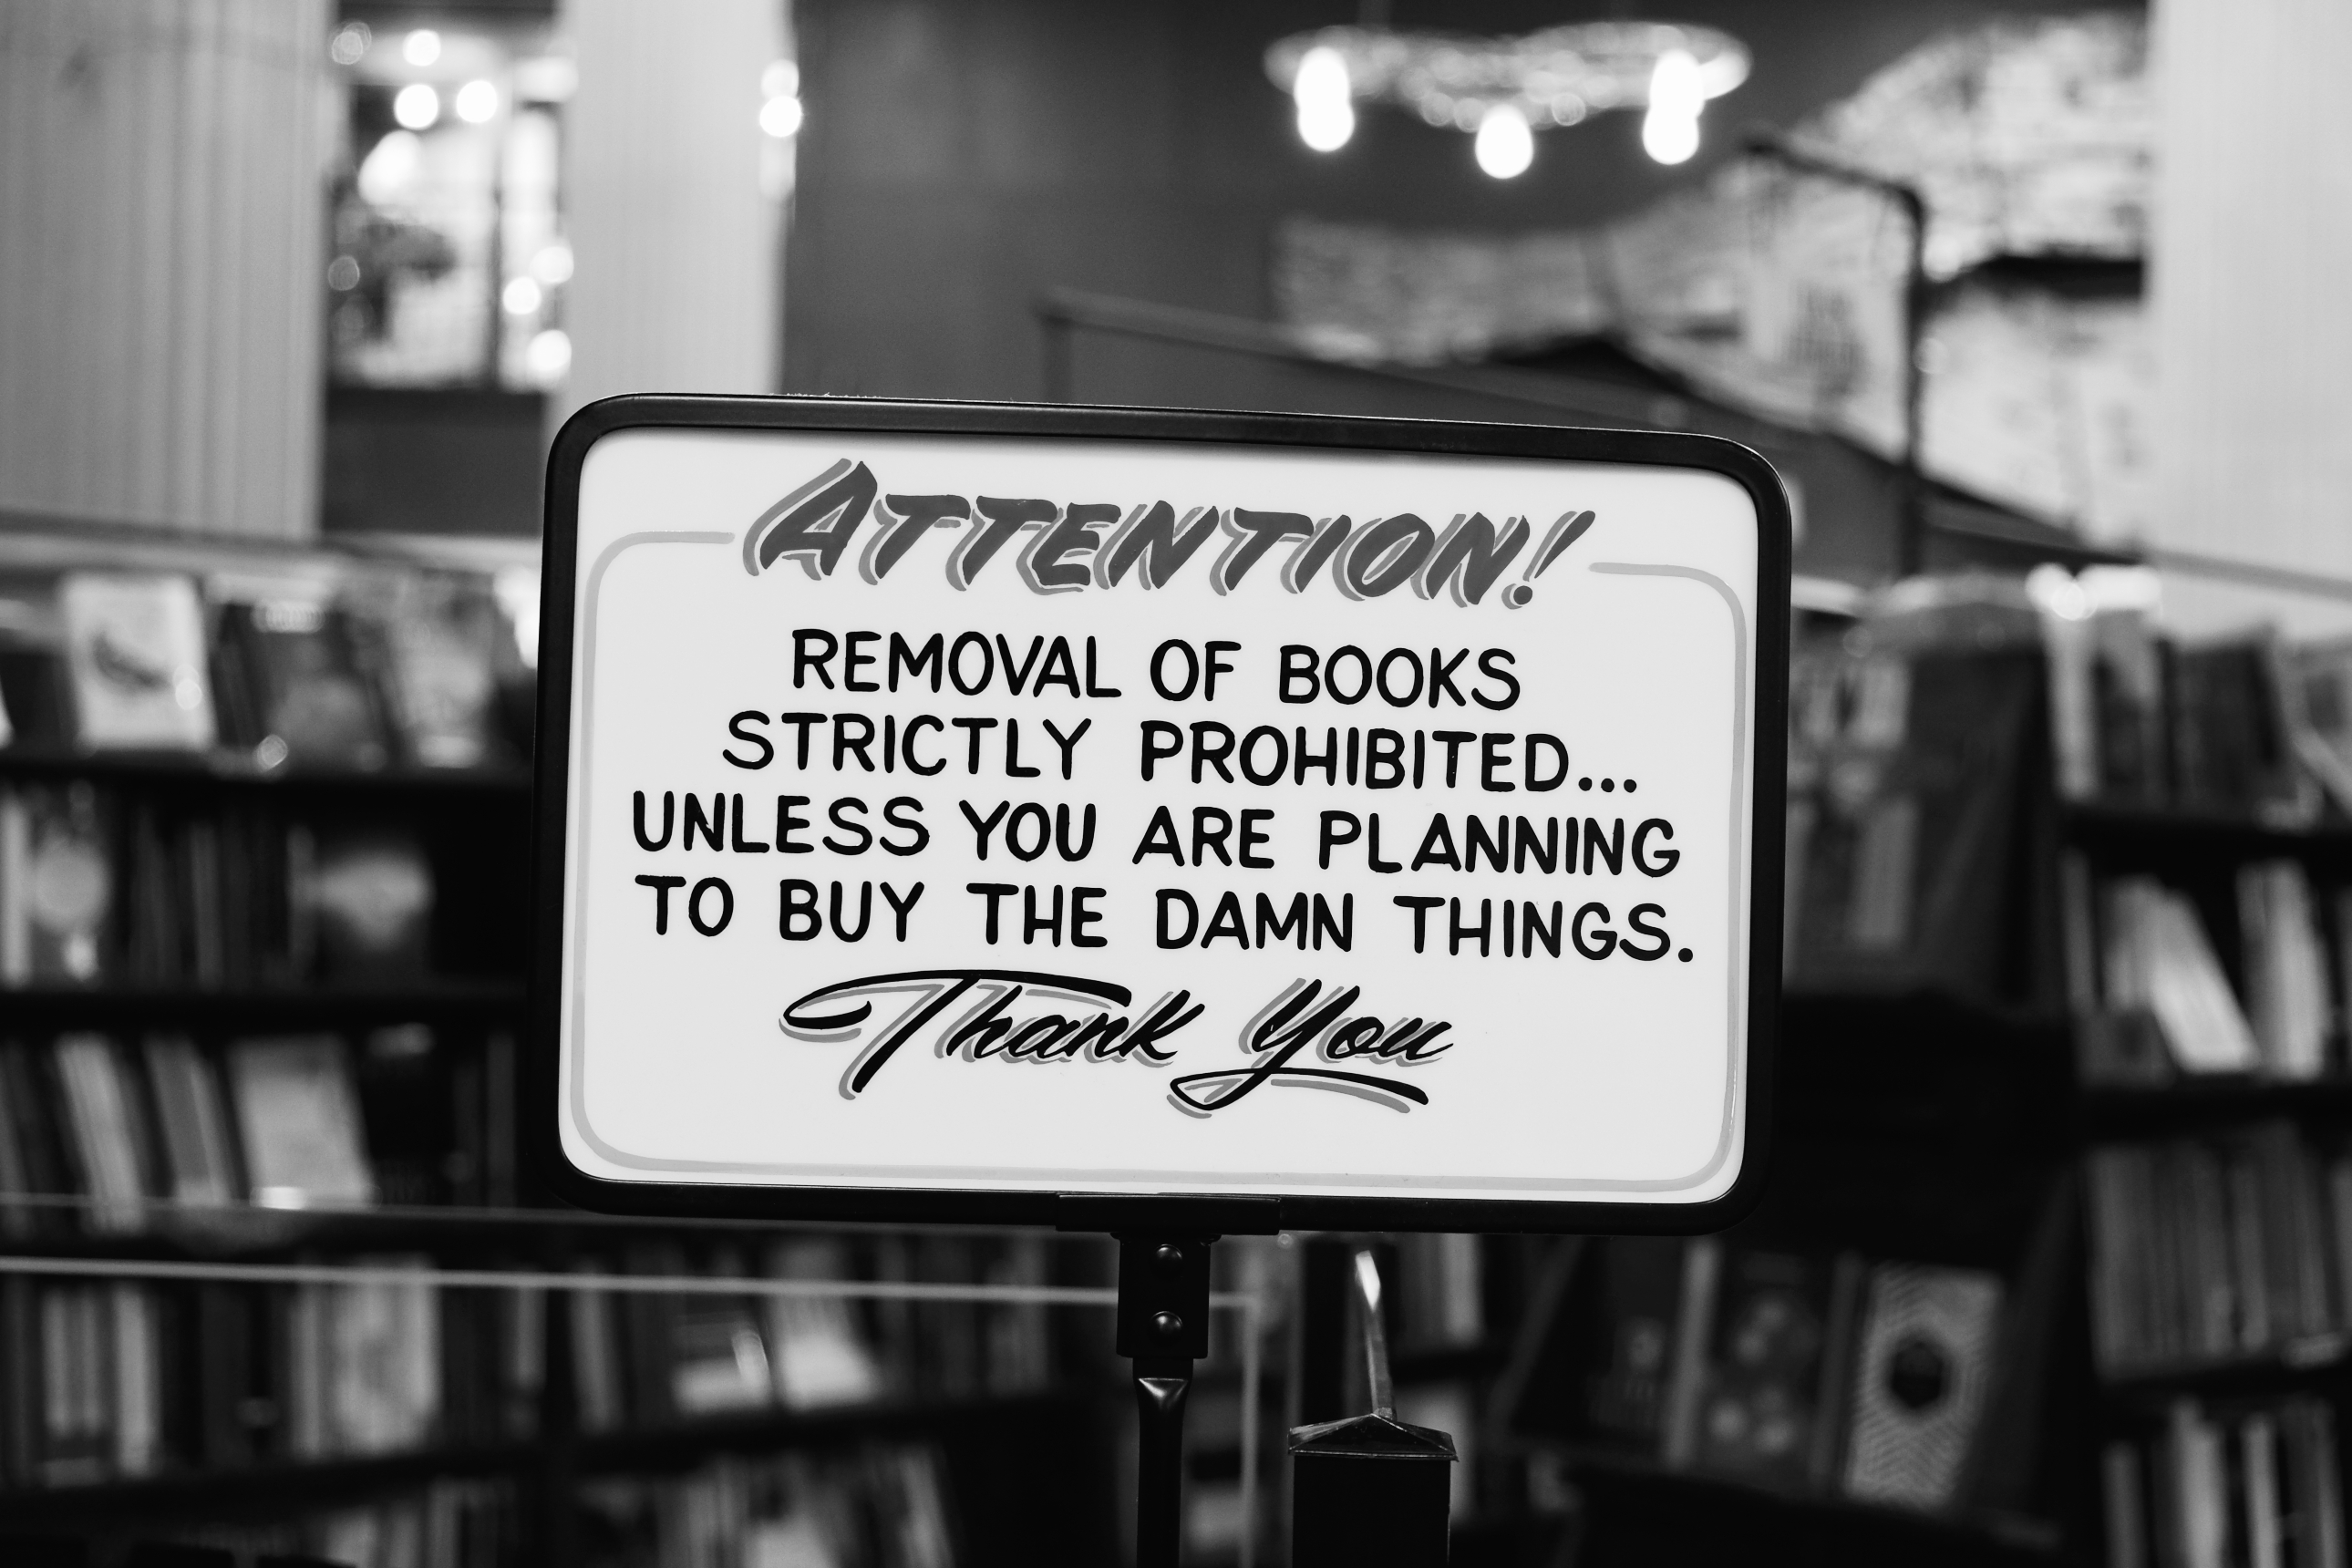 ATTENTION!
REMOVAL OF BOOKS
STRICTLY PROHIBITED...
UNLESS YOU ARE PLANNING
TO BUY THE DAMN THINGS.
Thank You